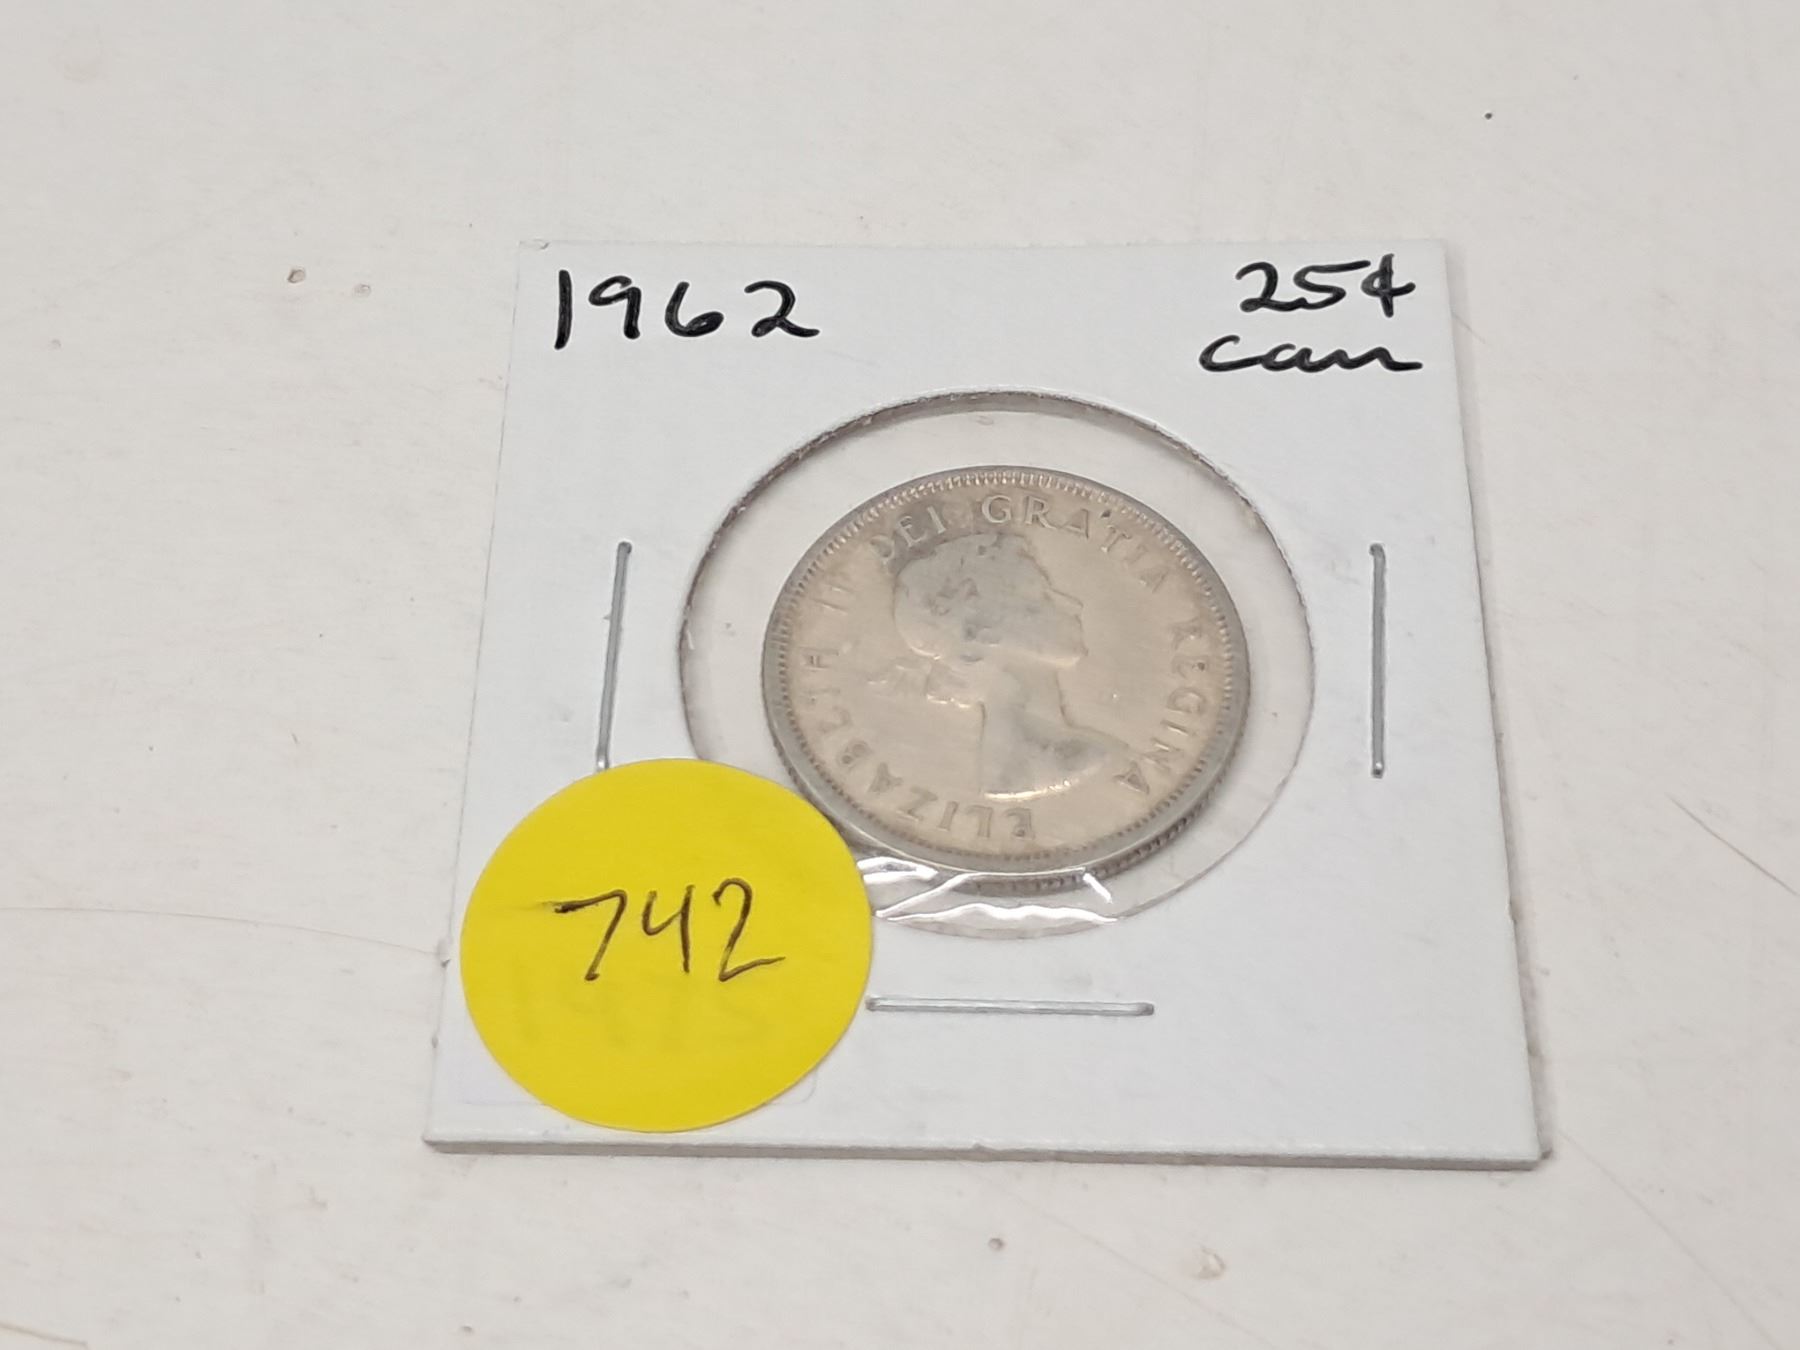 1962
25¢
can
ELIZABETH II DEI GRATIA REGINA
742